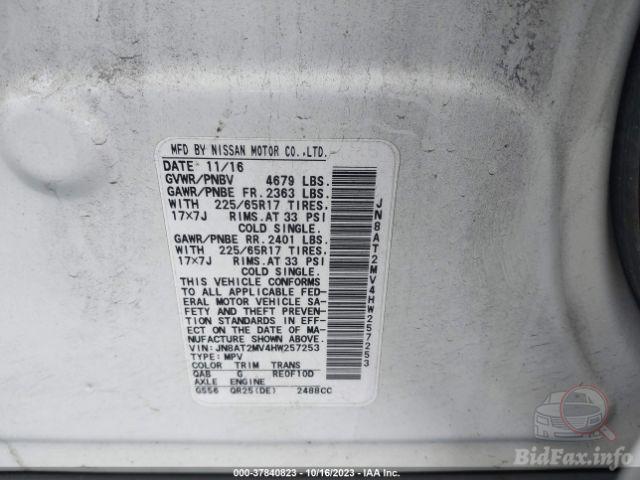 MFD BY NISSAN MOTOR CO.,LTD.
DATE 11/16
GVWR/PNBV 4679 LBS.
GAWR/PNBE FR. 2363 LBS.
WITH 225/65R17 TIRES.
17×7J RIMS.AT 33 PSI
COLD SINGLE.
GAWR/PNBE RR. 2401 LBS.
WITH 225/65R17 TIRES.
17×7J RIMS.AT 33 PSI
COLD SINGLE.
THIS VEHICLE CONFORMS
TO ALL APPLICABLE FED-
ERAL MOTOR VEHICLE SA-
FETY AND THEFT PREVEN-
TION STANDARDS IN EFF-
ECT ON THE DATE OF MA-
NUFACTURE SHOWN ABOVE.
VIN: JN8AT2MV4HW257253
TYPE: MPV
COLOR TRIM TRANS
QAB G RE0F10D
AXLE ENGINE
GS56 QR25(DE) 2488CC
JN8AT2MV4HW257253
BidFax.info
000-37840823 - 10/16/2023 - IAA Inc.